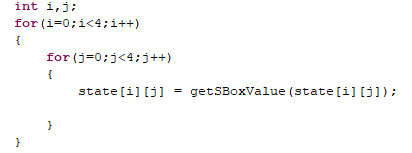 int i,j;
for(i=0;i<4;i++)
{
    for(j=0;j<4;j++)
    {
        state[i][j] = getSBoxValue(state[i][j]);
    }
}